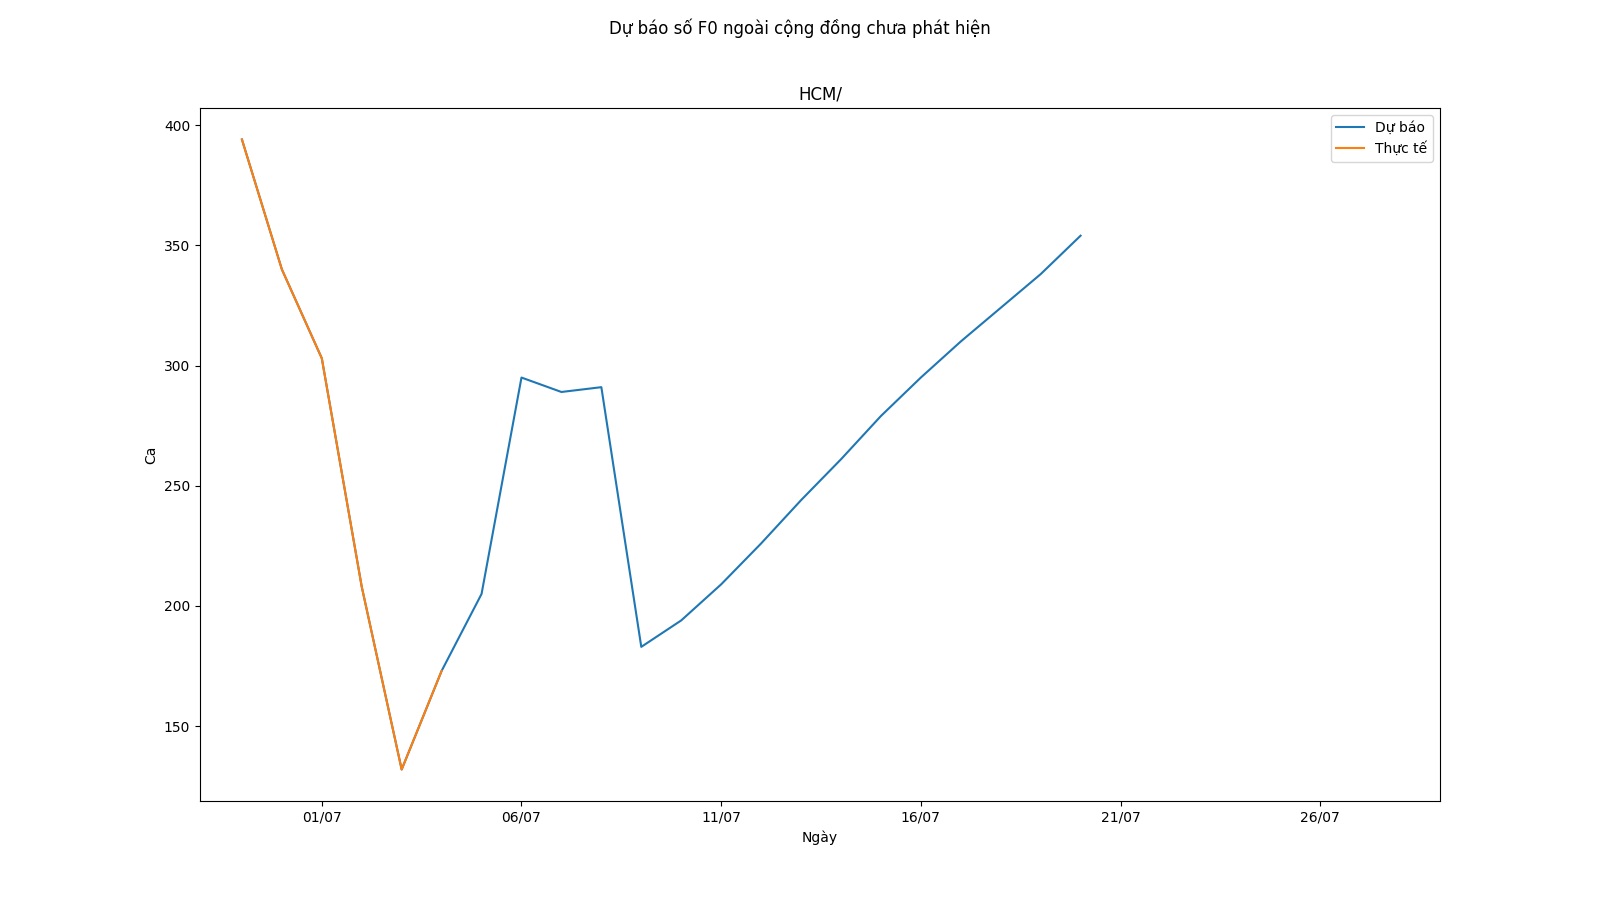 Dự báo số F0 ngoài cộng đồng chưa phát hiện
HCM/
Dự báo
Thực tế
400
350
300
250
200
150
Ca
01/07 06/07 11/07 16/07 21/07 26/07
Ngày